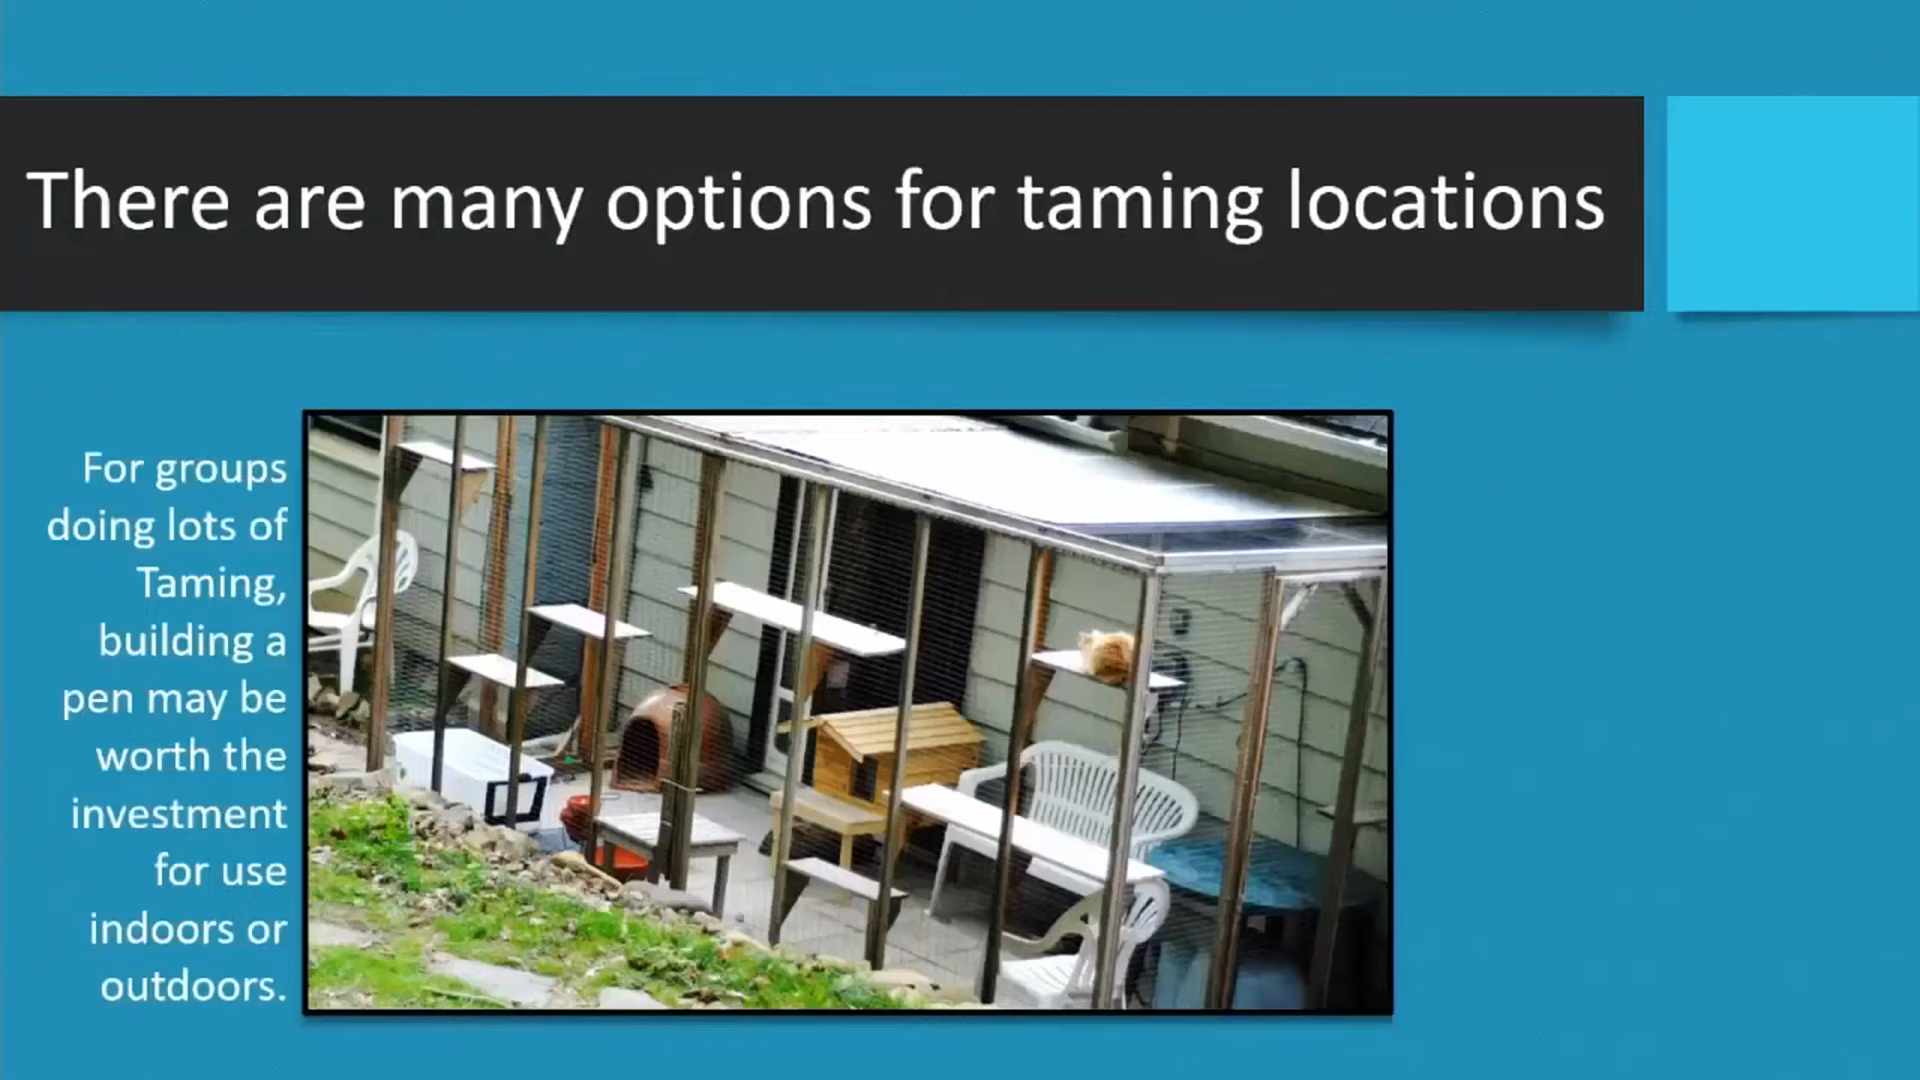 There are many options for taming locations
For groups
doing lots of
Taming,
building a
pen may be
worth the
investment
for use
indoors or
outdoors.